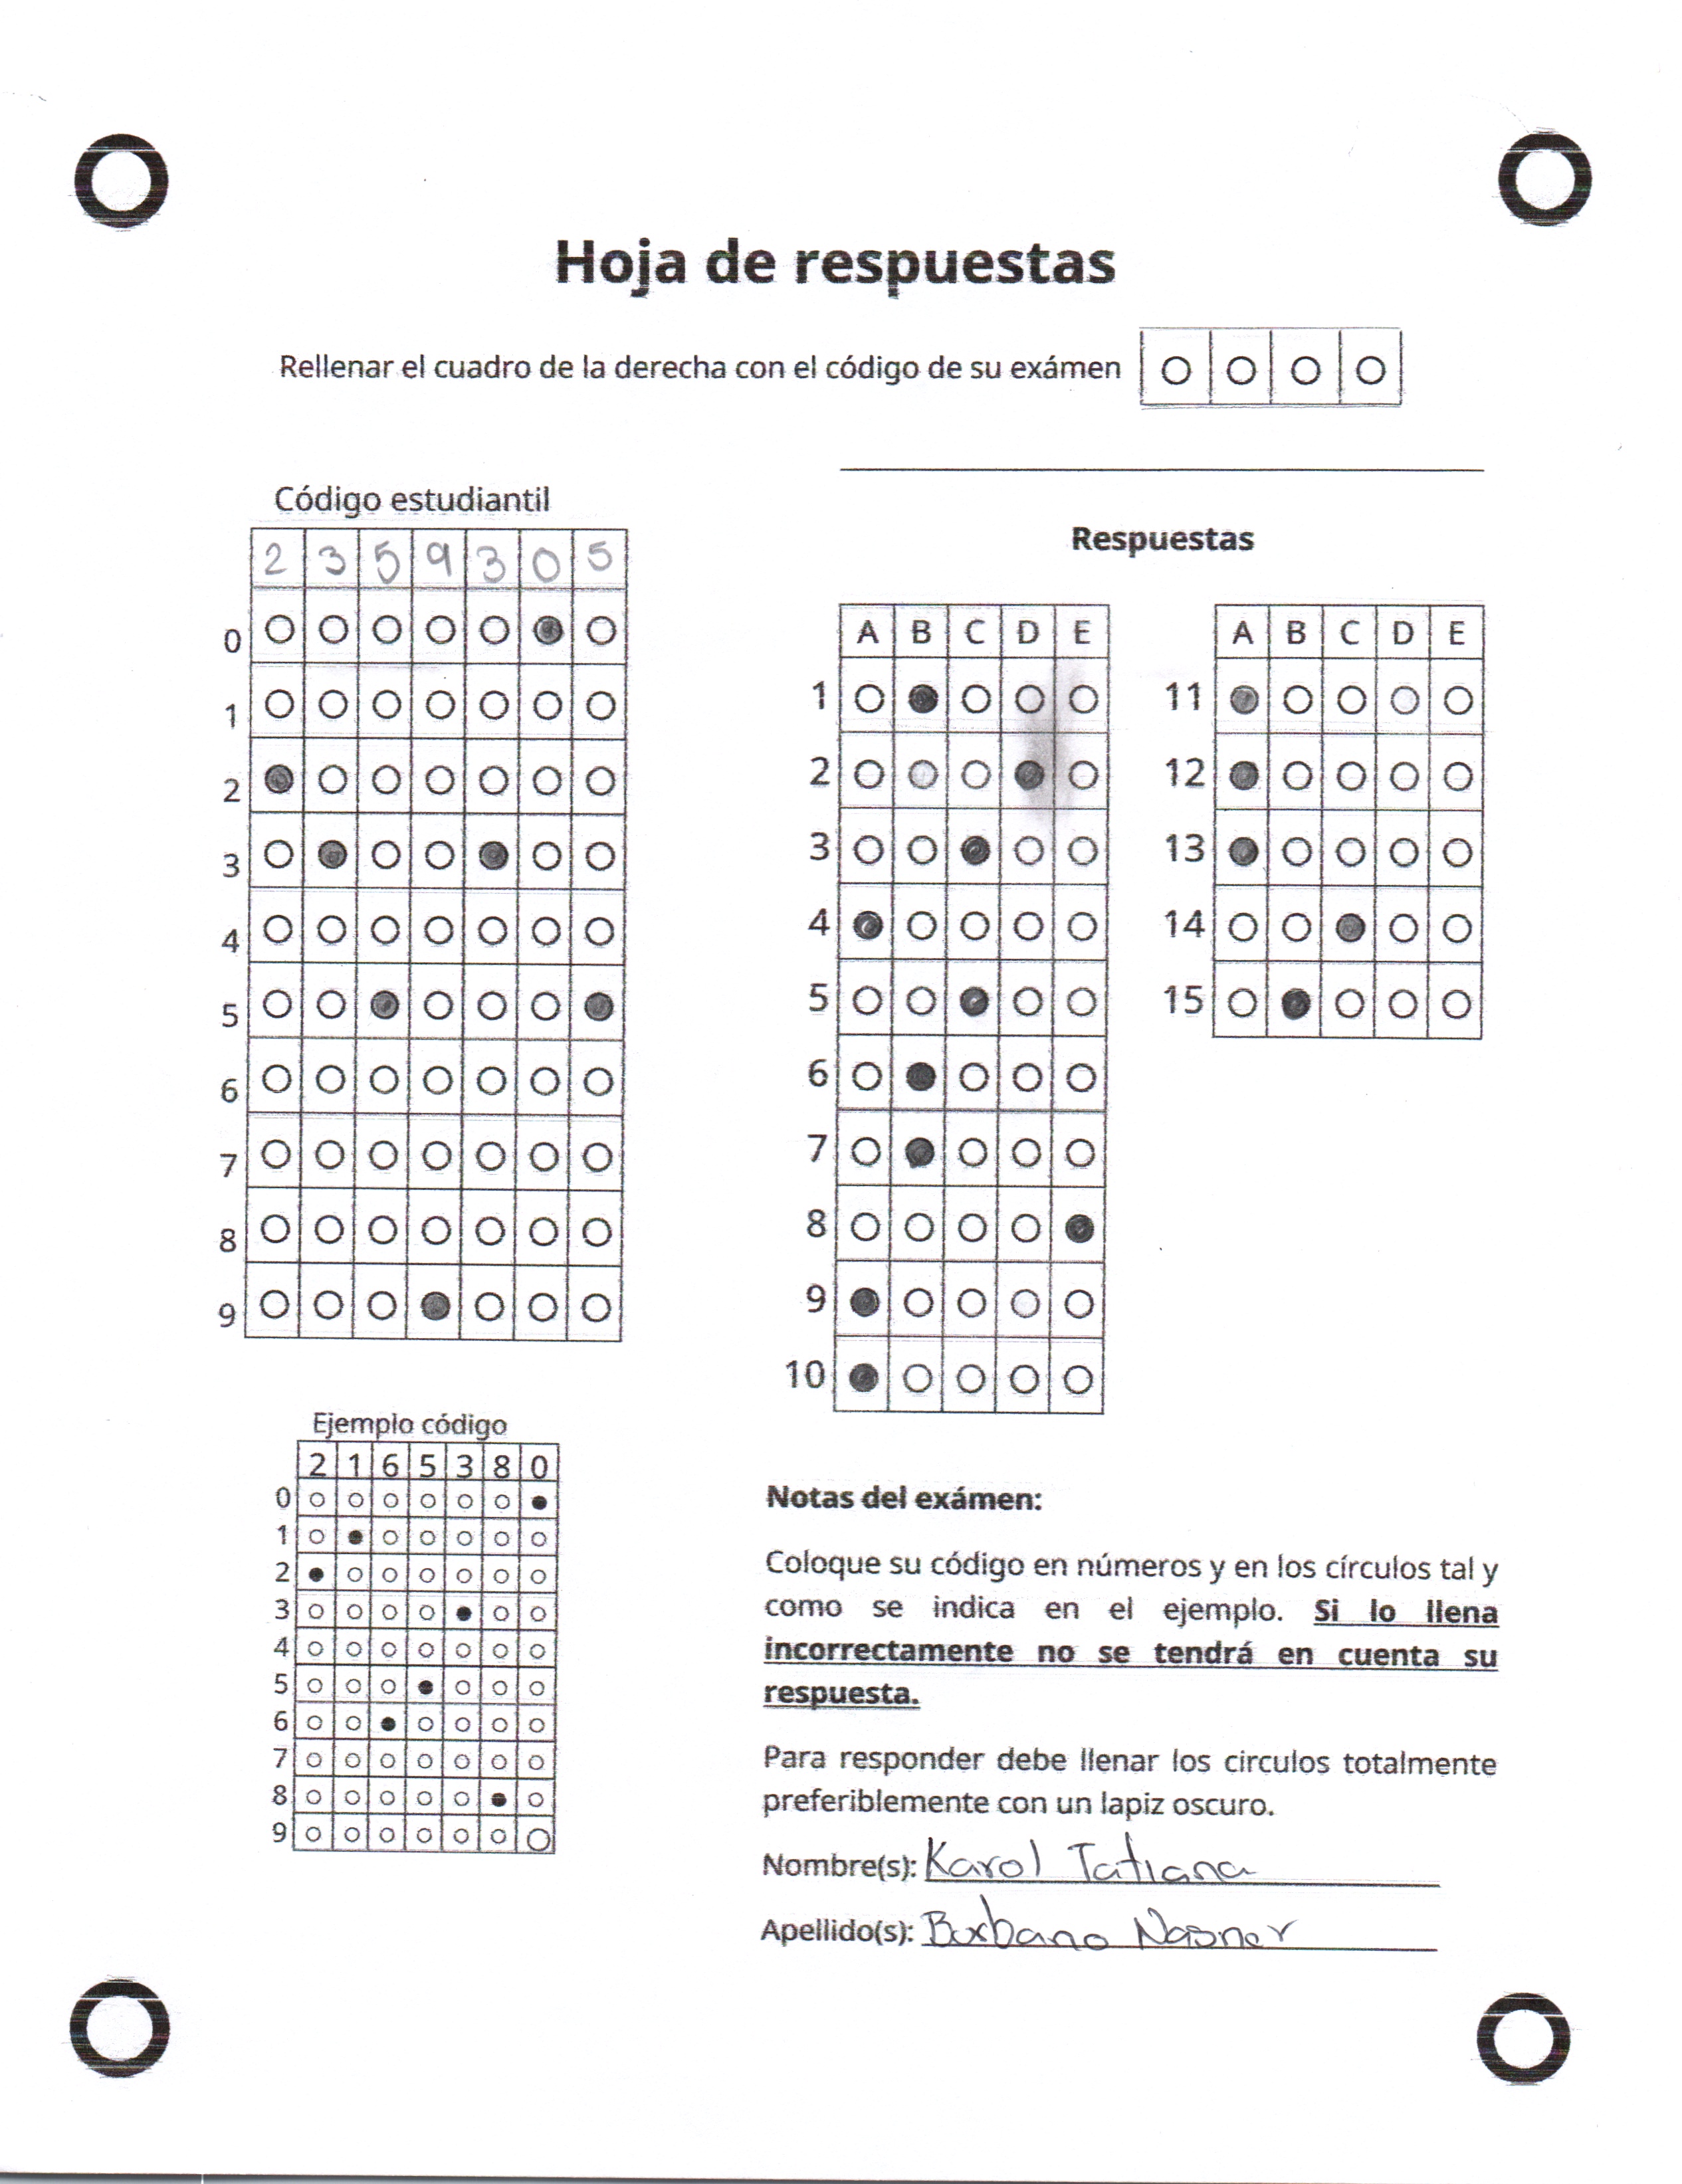 Hoja de respuestas
Rellenar el cuadro de la derecha con el código de su exámen
Código estudiantil
2 3 5 9 3 0 5
0
1
2
3
4
5
6
7
8
9
Respuestas
A B C D E
1
2
3
4
5
6
7
8
9
10
A B C D E
11
12
13
14
15
Ejemplo código
2 1 6 5 3 8 0
0
1
2
3
4
5
6
7
8
9
Notas del exámen:
Coloque su código en números y en los círculos tal y
como se indica en el ejemplo. Si lo llena
incorrectamente no se tendrá en cuenta su
respuesta.
Para responder debe llenar los circulos totalmente
preferiblemente con un lapiz oscuro.
Nombre(s): Karol Tatiana
Apellido(s): Burbano Nasner